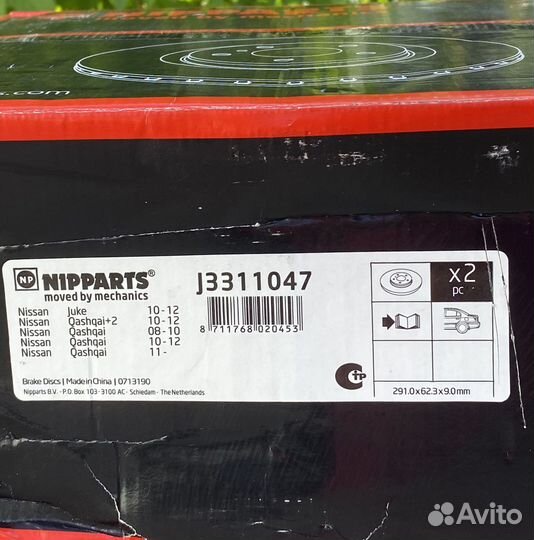 s.com
NP NIPPARTS®
moved by mechanics
J3311047
x2
pc
Nissan Juke 10-12
Nissan Qashqai+2 10-12
Nissan Qashqai 08-10
Nissan Qashqai 10-12
Nissan Qashqai 11-
8 711768 020453
Brake Discs | Made in China | 0713190
Nipparts B.V. - P.O. Box 103-3100 AC - Schiedam - The Netherlands
CTP
291.0x62.3x9.0mm
Avito